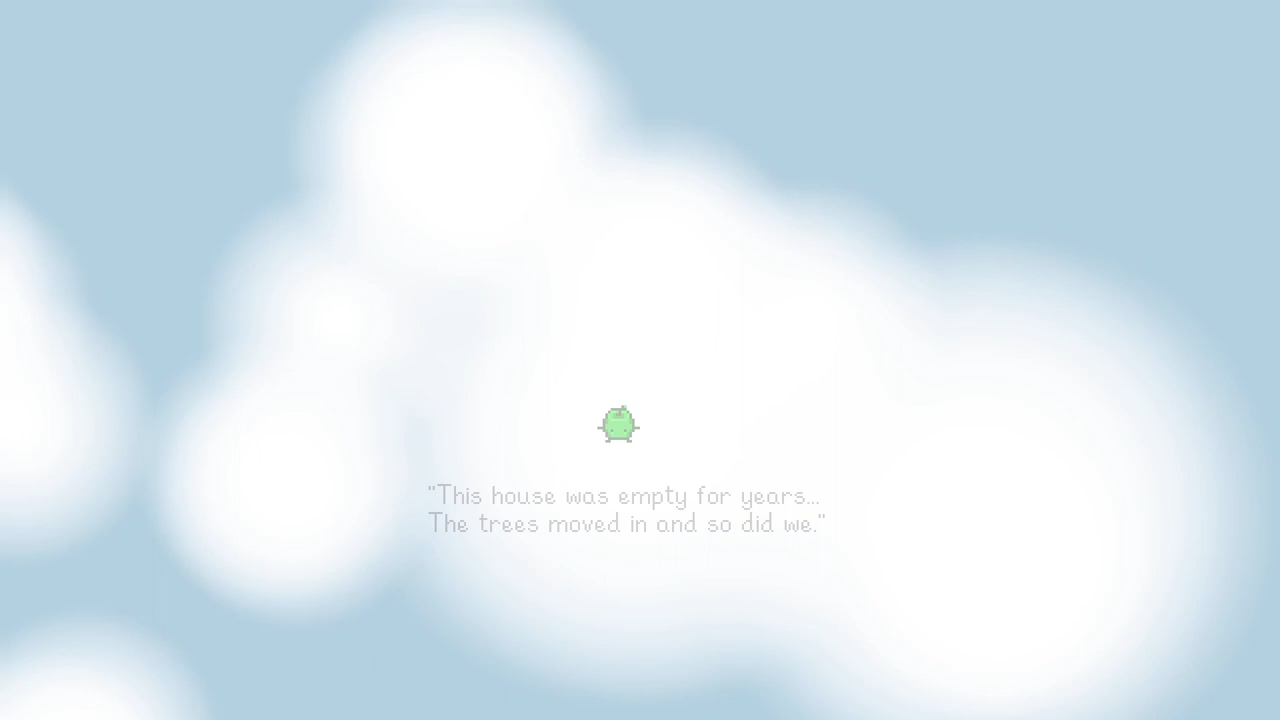 "This house was empty for years...
The trees moved in and so did we."